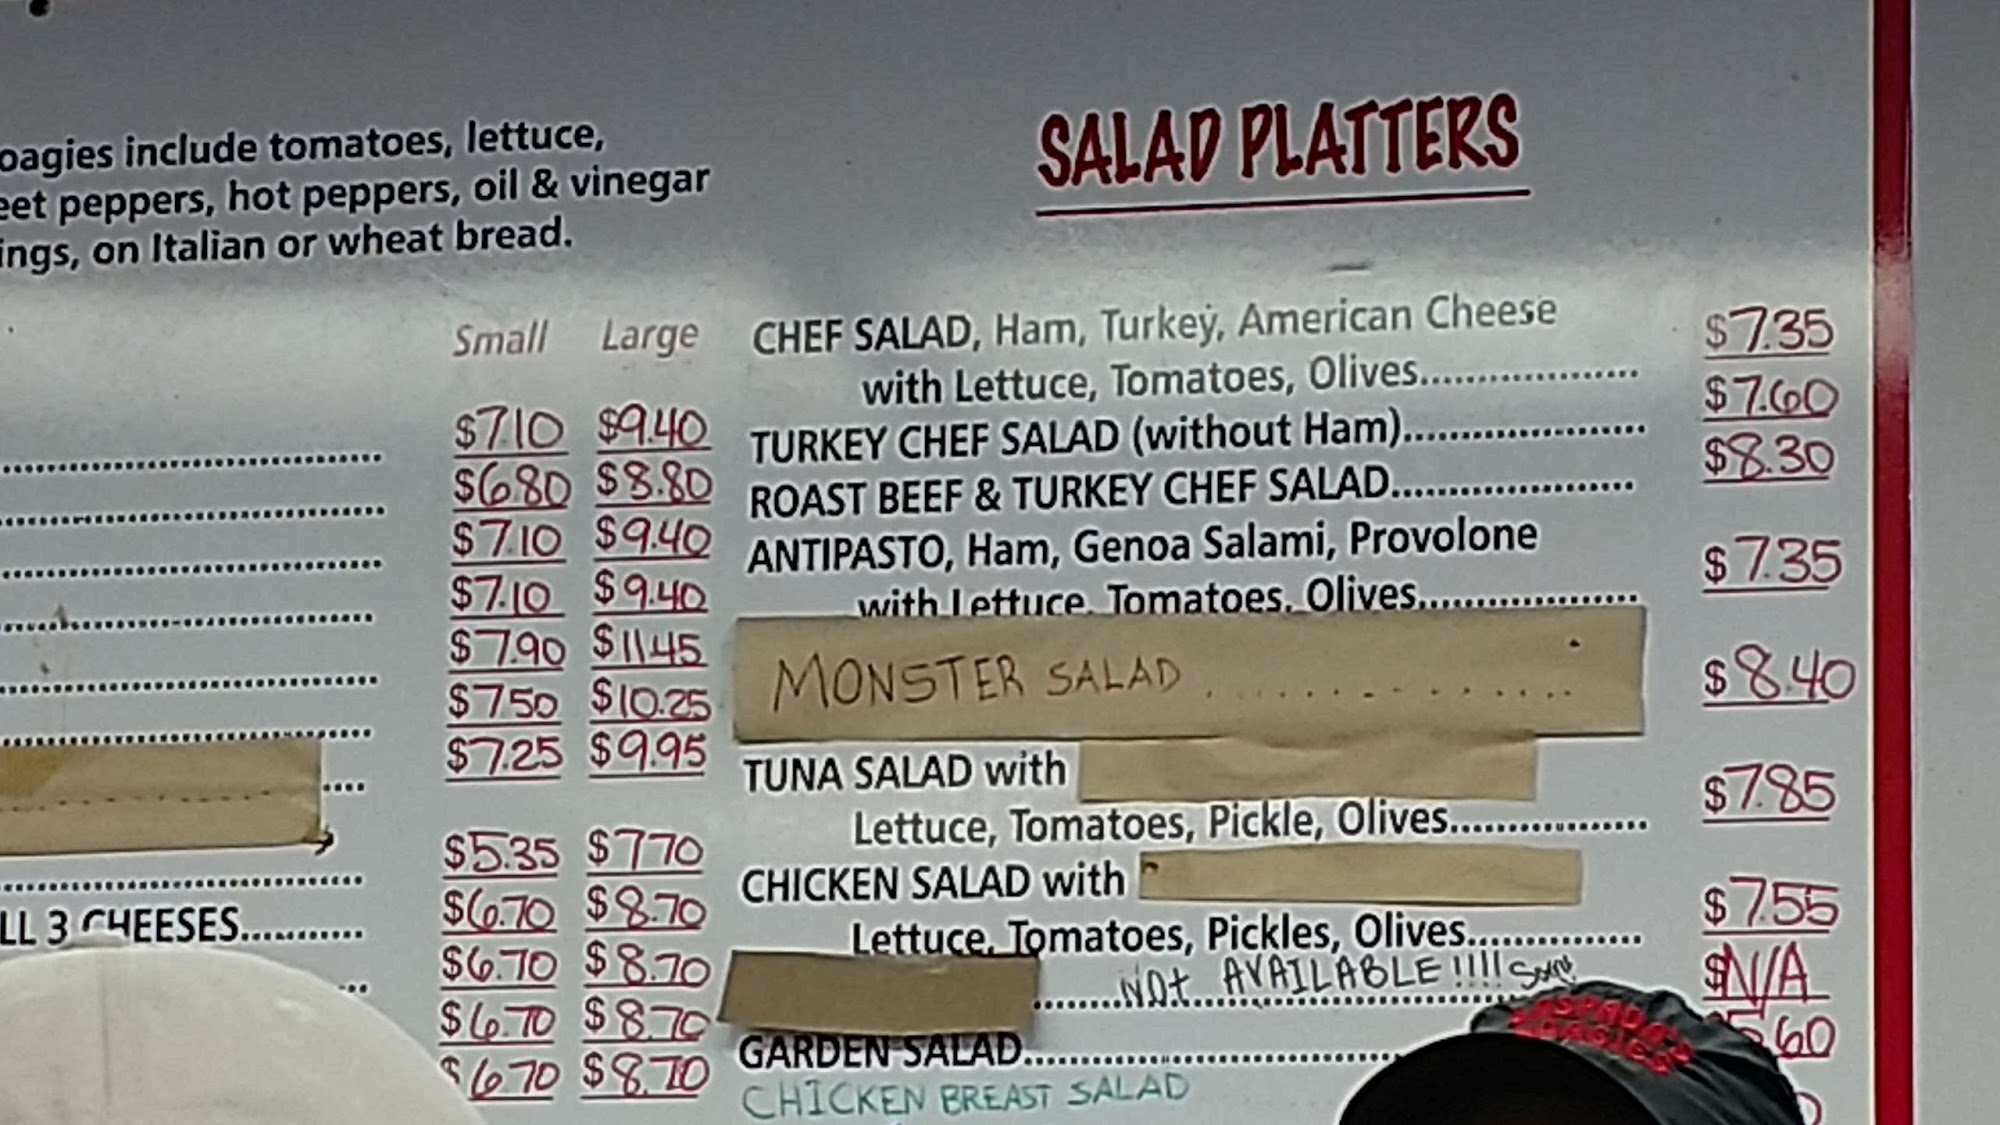 oagies include tomatoes, lettuce,
eet peppers, hot peppers, oil & vinegar
ings, on Italian or wheat bread.
Small Large
$7.10 $9.40
$6.80 $8.80
$7.10 $9.40
$7.10 $9.40
$7.90 $11.45
$7.50 $10.25
$7.25 $9.95
$5.35 $7.70
$6.70 $8.70
LL 3 CHEESES............
$6.70 $8.70
$6.70 $8.70
$6.70 $8.70
SALAD PLATTERS
CHEF SALAD, Ham, Turkey, American Cheese $7.35
with Lettuce, Tomatoes, Olives...................
TURKEY CHEF SALAD (without Ham)..................... $7.60
ROAST BEEF & TURKEY CHEF SALAD..................... $8.30
ANTIPASTO, Ham, Genoa Salami, Provolone $7.35
with Lettuce, Tomatoes, Olives...................
MONSTER SALAD .............. $8.40
TUNA SALAD with $7.85
Lettuce, Tomatoes, Pickle, Olives.................
CHICKEN SALAD with $7.55
Lettuce, Tomatoes, Pickles, Olives...............
NOT AVAILABLE!!!! Sorry $N/A
GARDEN SALAD............................... 60
CHICKEN BREAST SALAD